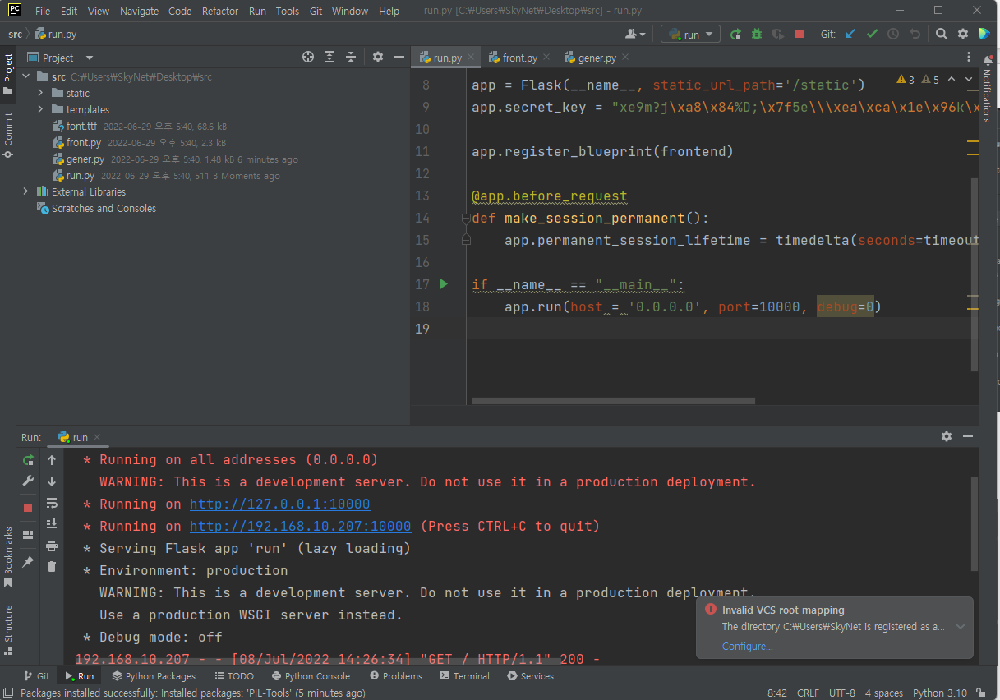 PC File Edit View Navigate Code Refactor Run Tools Git Window Help run.py [C:₩Users₩SkyNet₩Desktop₩src] - run.py
src run.py run Git:
Project src C:₩Users₩SkyNet₩Desktop₩src
static
templates
font.ttf 2022-06-29 오후 5:40, 68.6 kB
front.py 2022-06-29 오후 5:40, 2.3 kB
gener.py 2022-06-29 오후 5:40, 1.48 kB 6 minutes ago
run.py 2022-06-29 오후 5:40, 511 B Moments ago
External Libraries
Scratches and Consoles
Project
Commit
run.py front.py gener.py
8 app = Flask(__name__, static_url_path='/static') 3 5
9 app.secret_key = "xe9m?j\xa8\x84%D;\x7f5e\\\xea\xca\x1e\x96k\x
10
11 app.register_blueprint(frontend)
12
13 @app.before_request
14 def make_session_permanent():
15 app.permanent_session_lifetime = timedelta(seconds=timeout
16
17 if __name__ == "__main__":
18 app.run(host = '0.0.0.0', port=10000, debug=0)
19
Notifications
Run: run
* Running on all addresses (0.0.0.0)
WARNING: This is a development server. Do not use it in a production deployment.
* Running on http://127.0.0.1:10000
* Running on http://192.168.10.207:10000 (Press CTRL+C to quit)
* Serving Flask app 'run' (lazy loading)
* Environment: production
WARNING: This is a development server. Do not use it in a production deployment.
Use a production WSGI server instead.
* Debug mode: off
192.168.10.207 - - [08/Jul/2022 14:26:34] "GET / HTTP/1.1" 200 -
Bookmarks
Structure
Invalid VCS root mapping
The directory C:₩Users₩SkyNet is registered as a...
Configure...
Git Run Python Packages TODO Python Console Problems Terminal Services
Packages installed successfully: Installed packages: 'PIL-Tools' (5 minutes ago) 8:42 CRLF UTF-8 4 spaces Python 3.10